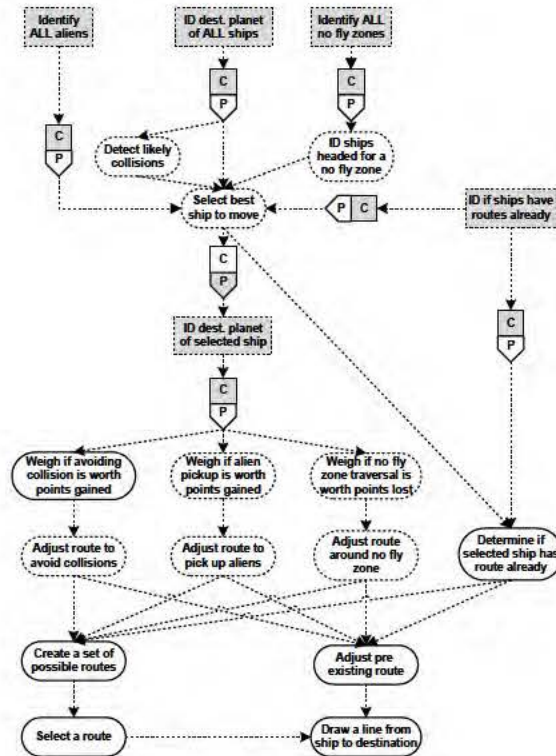 Identify
ALL aliens
ID dest. planet
of ALL ships
Identify ALL
no fly zones
C
P
C
P
C
P
Detect likely
collisions
ID ships
headed for a
no fly zone
Select best
ship to move
P C
ID if ships have
routes already
C
P
ID dest. planet
of selected ship
C
P
C
P
Weigh if avoiding
collision is worth
points gained
Weigh if alien
pickup is worth
points gained
Weigh if no fly
zone traversal is
worth points lost
Adjust route to
avoid collisions
Adjust route to
pick up aliens
Adjust route
around no fly
zone
Determine if
selected ship has
route already
Create a set of
possible routes
Adjust pre
existing route
Select a route
Draw a line from
ship to destination